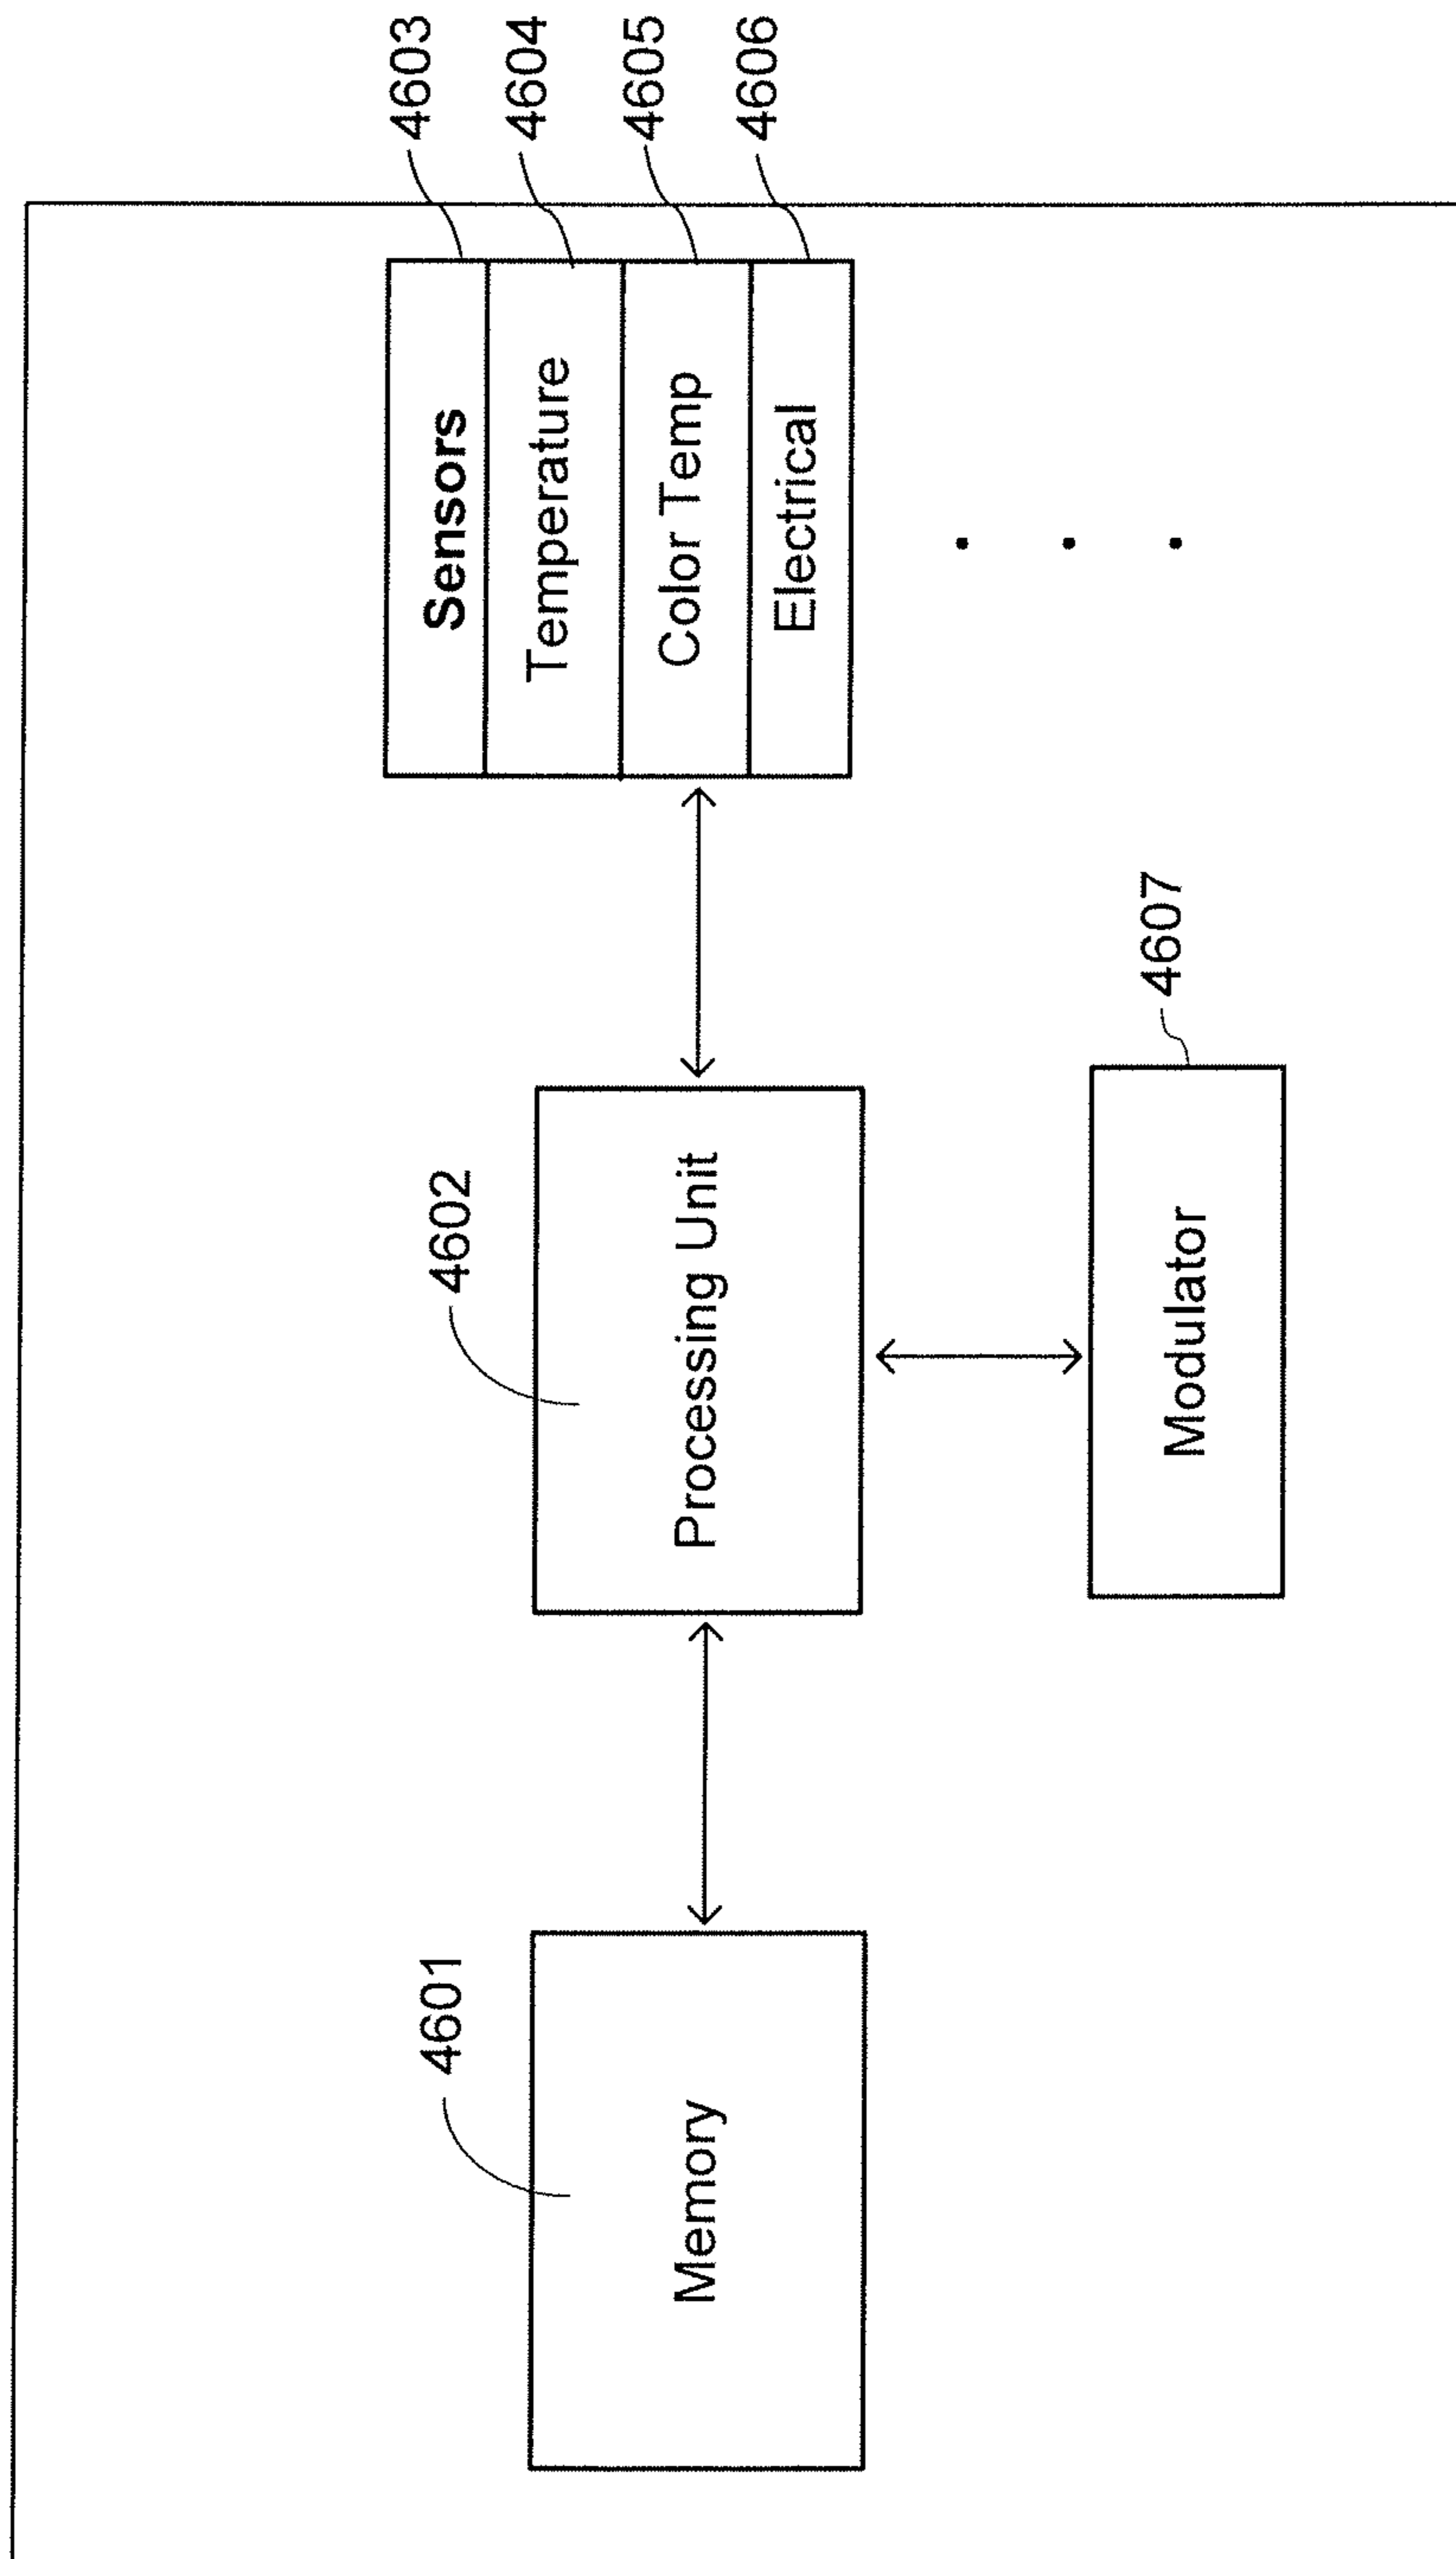 4601
Memory
4602
Processing Unit
4603
Sensors
4604
Temperature
4605
Color Temp
4606
Electrical
4607
Modulator